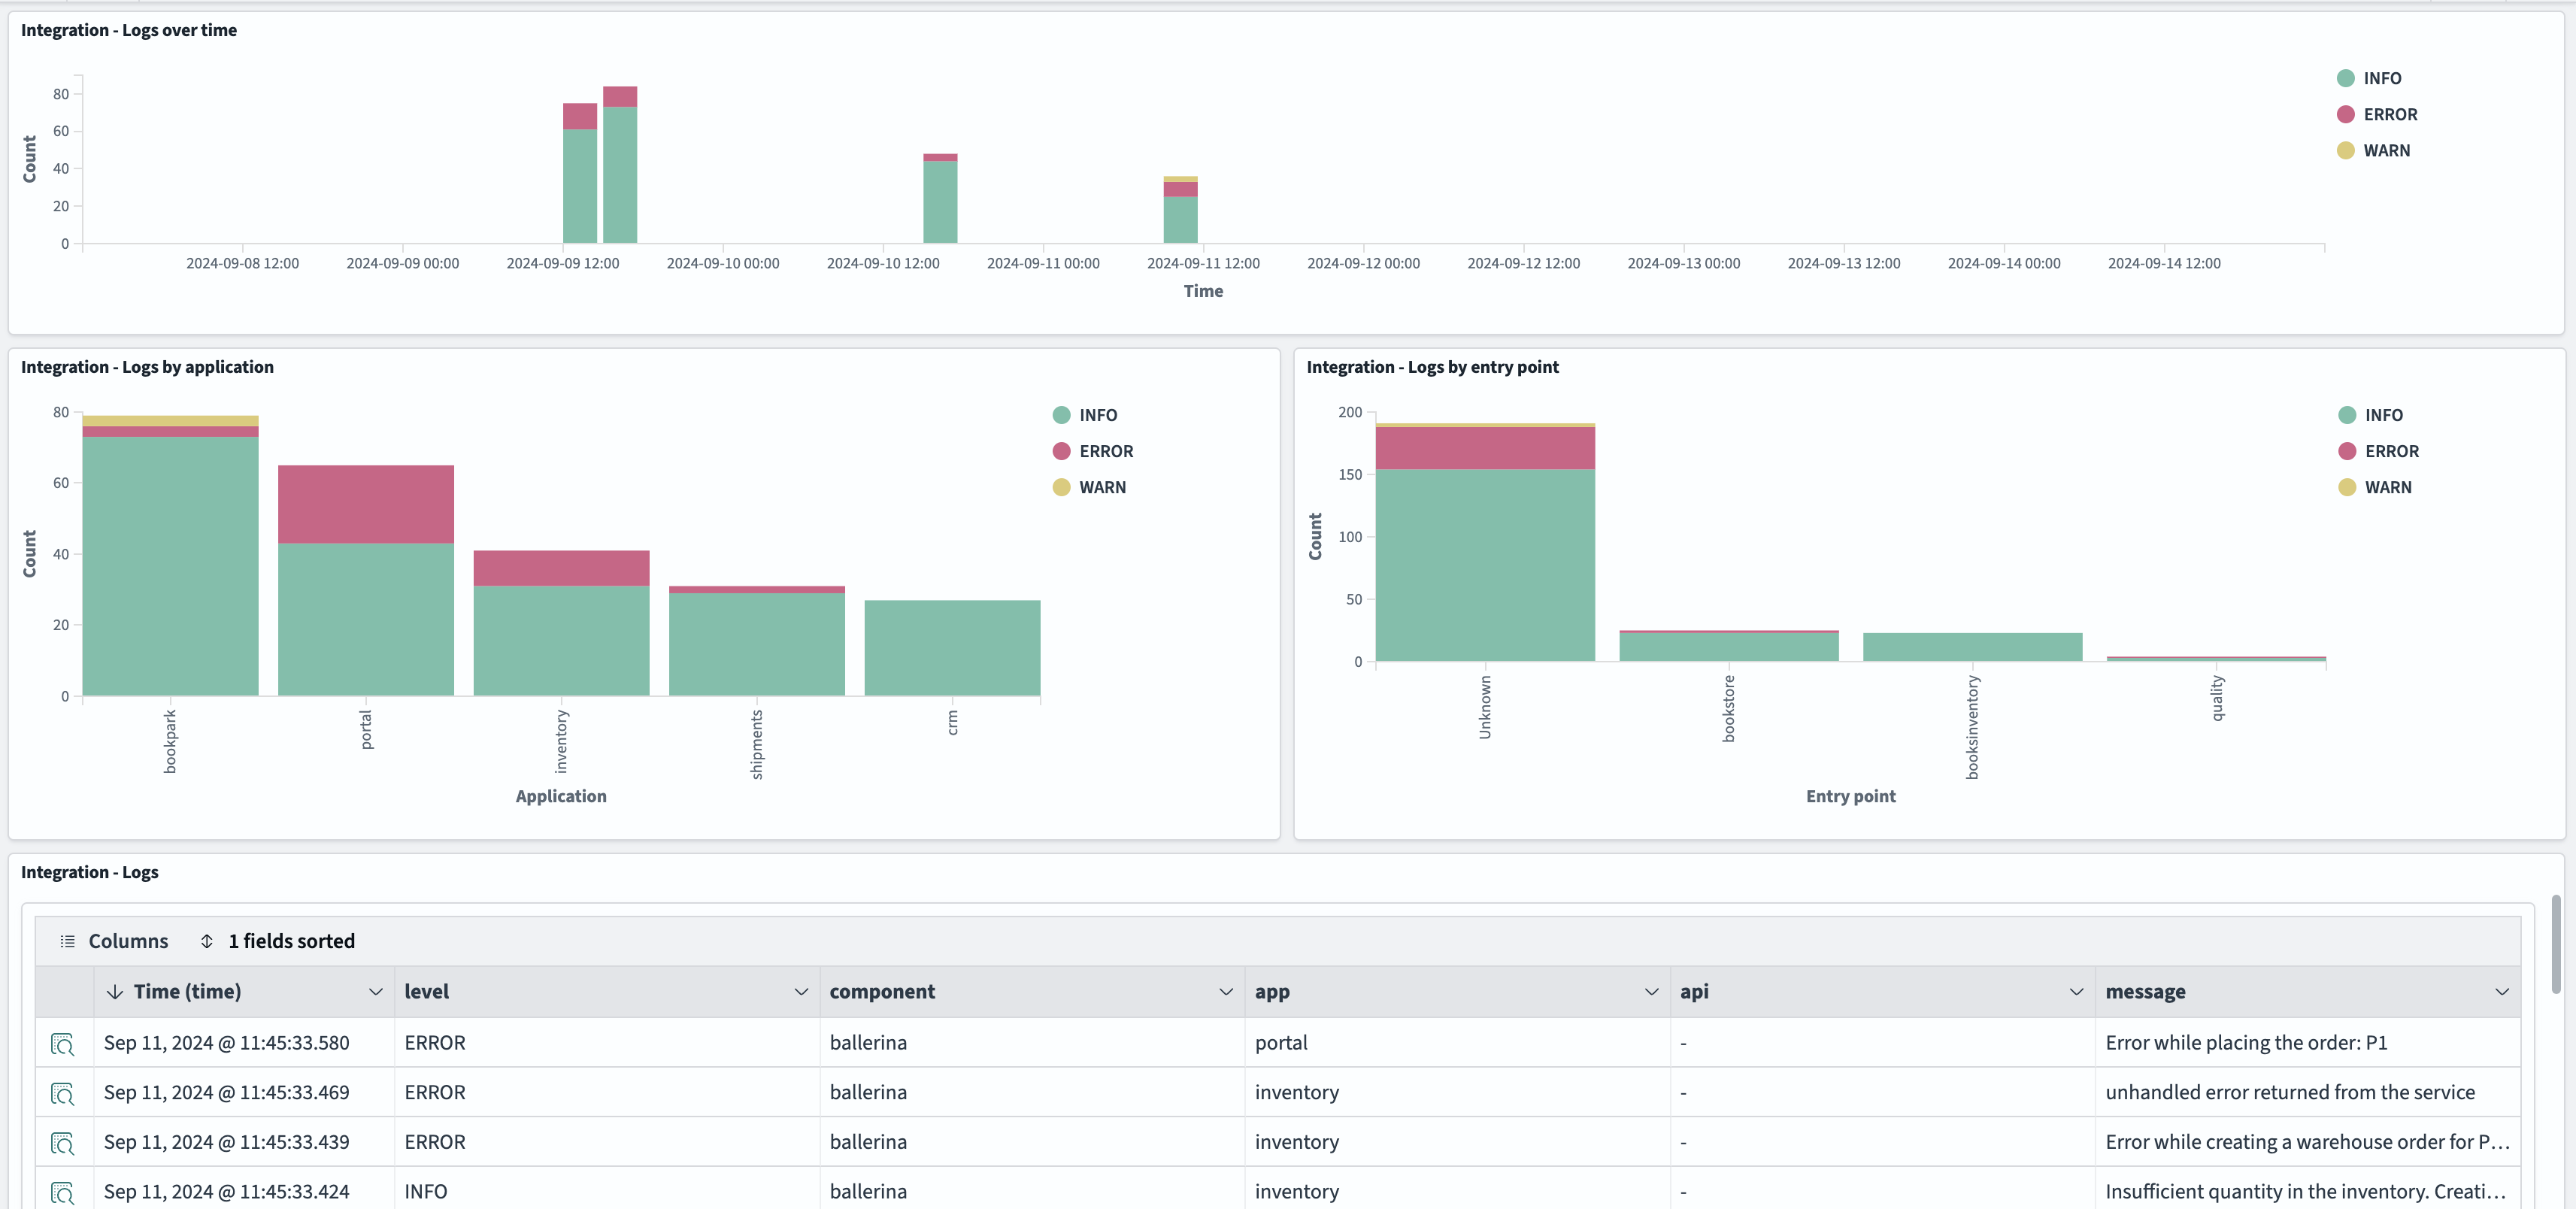 Integration - Logs over time
80
60
40
20
0
Count
2024-09-08 12:00
2024-09-09 00:00
2024-09-09 12:00
2024-09-10 00:00
2024-09-10 12:00
2024-09-11 00:00
2024-09-11 12:00
2024-09-12 00:00
2024-09-12 12:00
2024-09-13 00:00
2024-09-13 12:00
2024-09-14 00:00
2024-09-14 12:00
Time
INFO
ERROR
WARN
Integration - Logs by application
80
60
40
20
0
Count
bookpark
portal
inventory
shipments
crm
Application
INFO
ERROR
WARN
Integration - Logs by entry point
200
150
100
50
0
Count
Unknown
bookstore
booksinventory
quality
Entry point
INFO
ERROR
WARN
Integration - Logs
Columns 1 fields sorted
Time (time) level component app api message
Sep 11, 2024 @ 11:45:33.580 ERROR ballerina portal - Error while placing the order: P1
Sep 11, 2024 @ 11:45:33.469 ERROR ballerina inventory - unhandled error returned from the service
Sep 11, 2024 @ 11:45:33.439 ERROR ballerina inventory - Error while creating a warehouse order for P...
Sep 11, 2024 @ 11:45:33.424 INFO ballerina inventory - Insufficient quantity in the inventory. Creati...